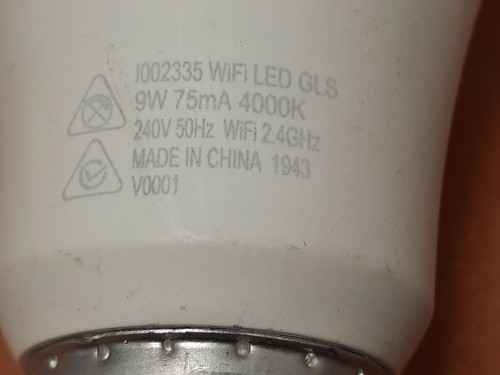 I002335 WiFi LED GLS
9W 75mA 4000K
240V 50Hz WiFi 2.4GHz
MADE IN CHINA 1943
V0001